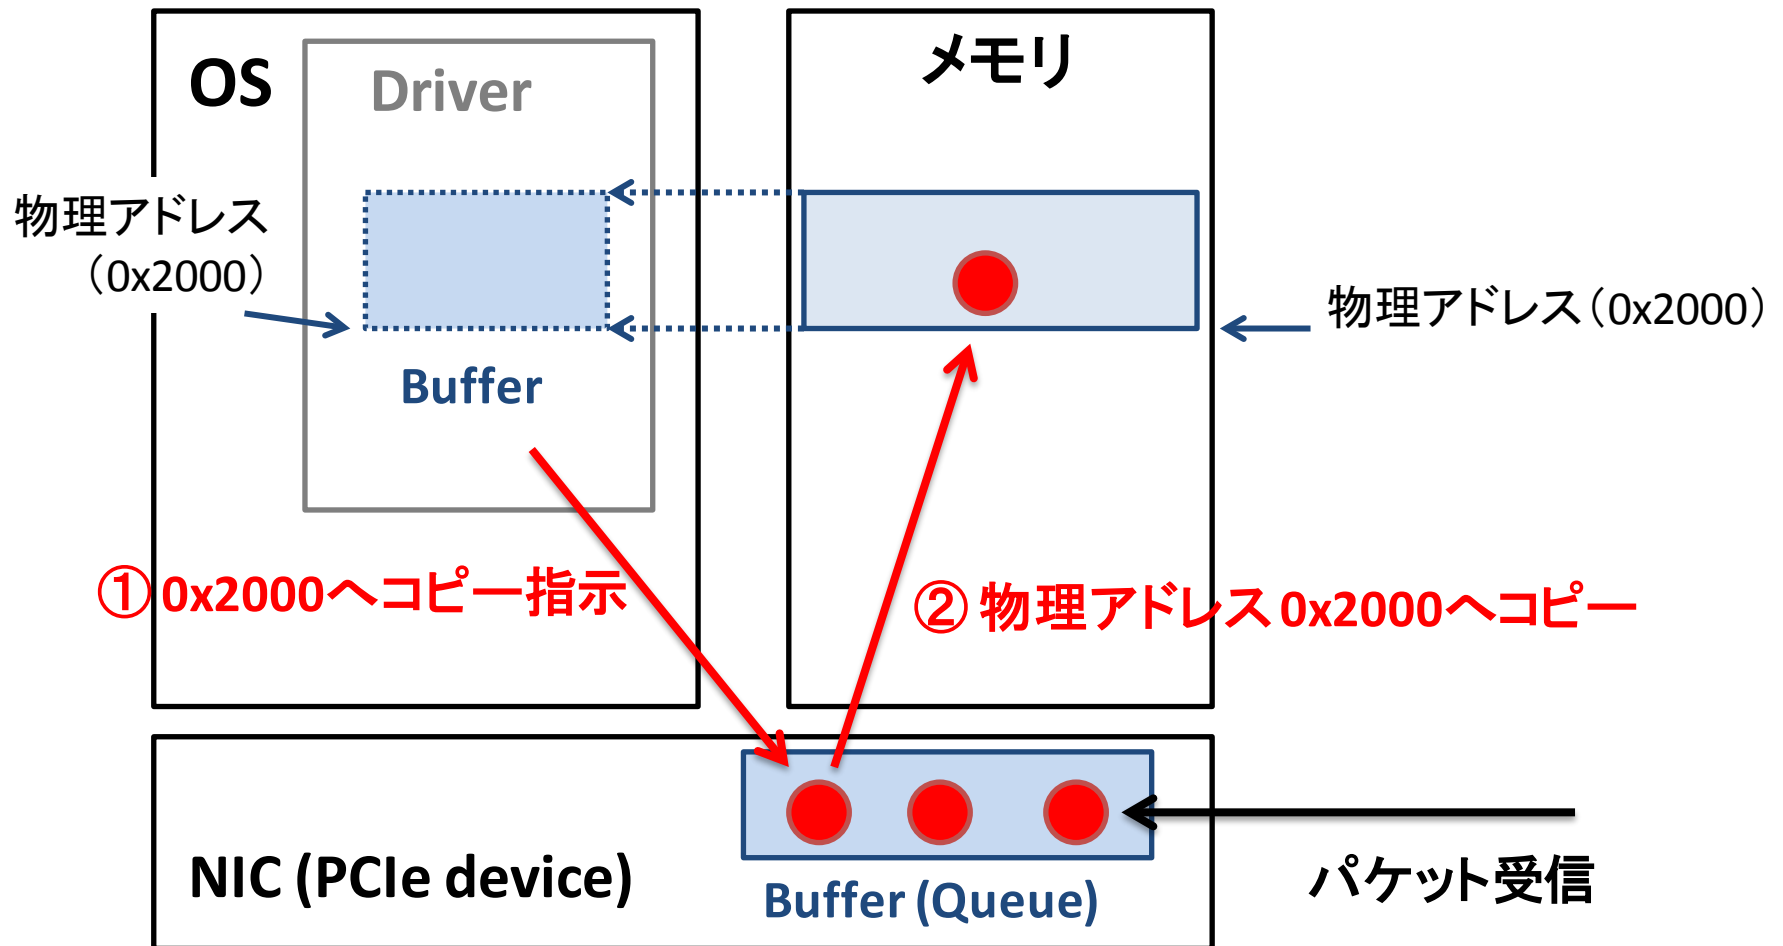 OS
Driver
メモリ
物理アドレス
（0x2000）
物理アドレス（0x2000）
Buffer
① 0x2000へコピー指示
② 物理アドレス0x2000へコピー
NIC (PCIe device)
Buffer (Queue)
パケット受信